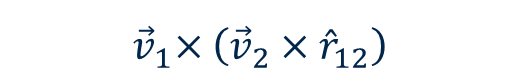 v⃗₁× (v⃗₂ × r̂₁₂)